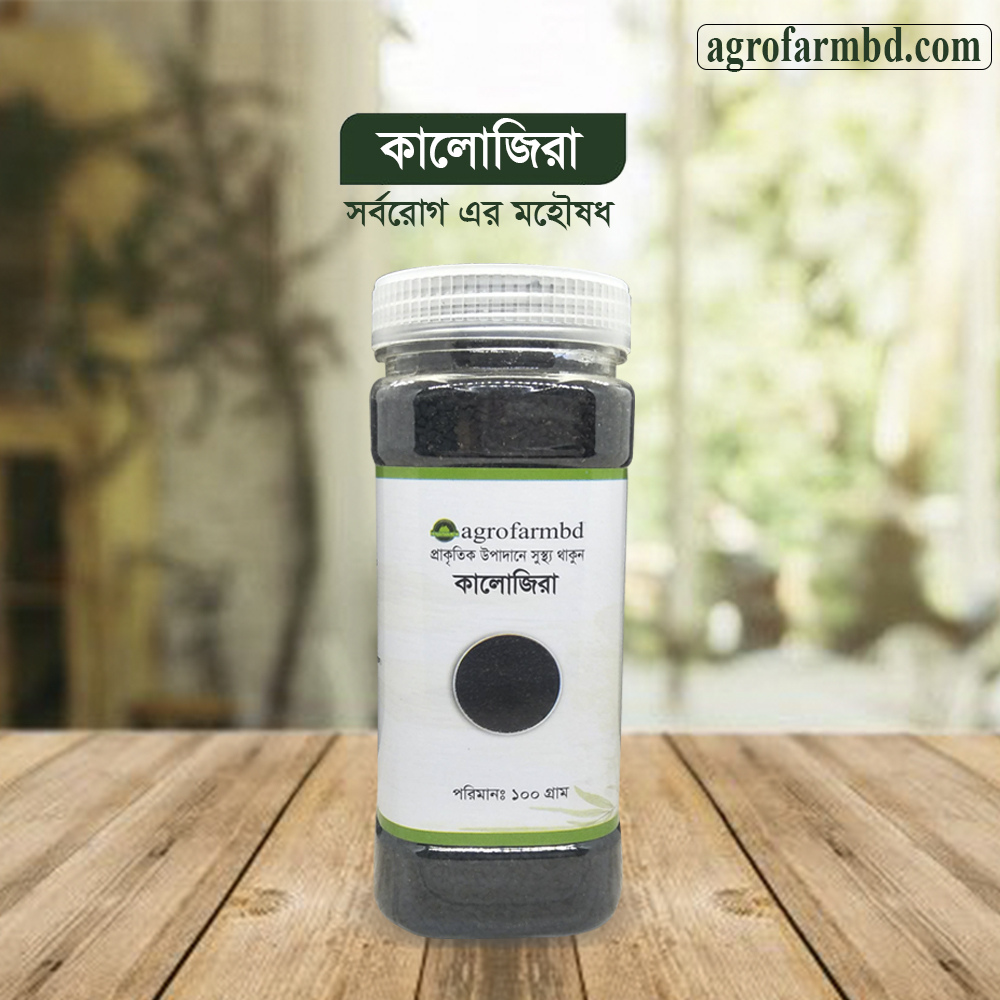 agrofarmbd.com
কালোজিরা
সর্বরোগ এর মহৌষধ
agrofarmbd
প্রাকৃতিক উপাদানে সুস্থ্য থাকুন
কালোজিরা
পরিমানঃ ১০০ গ্রাম